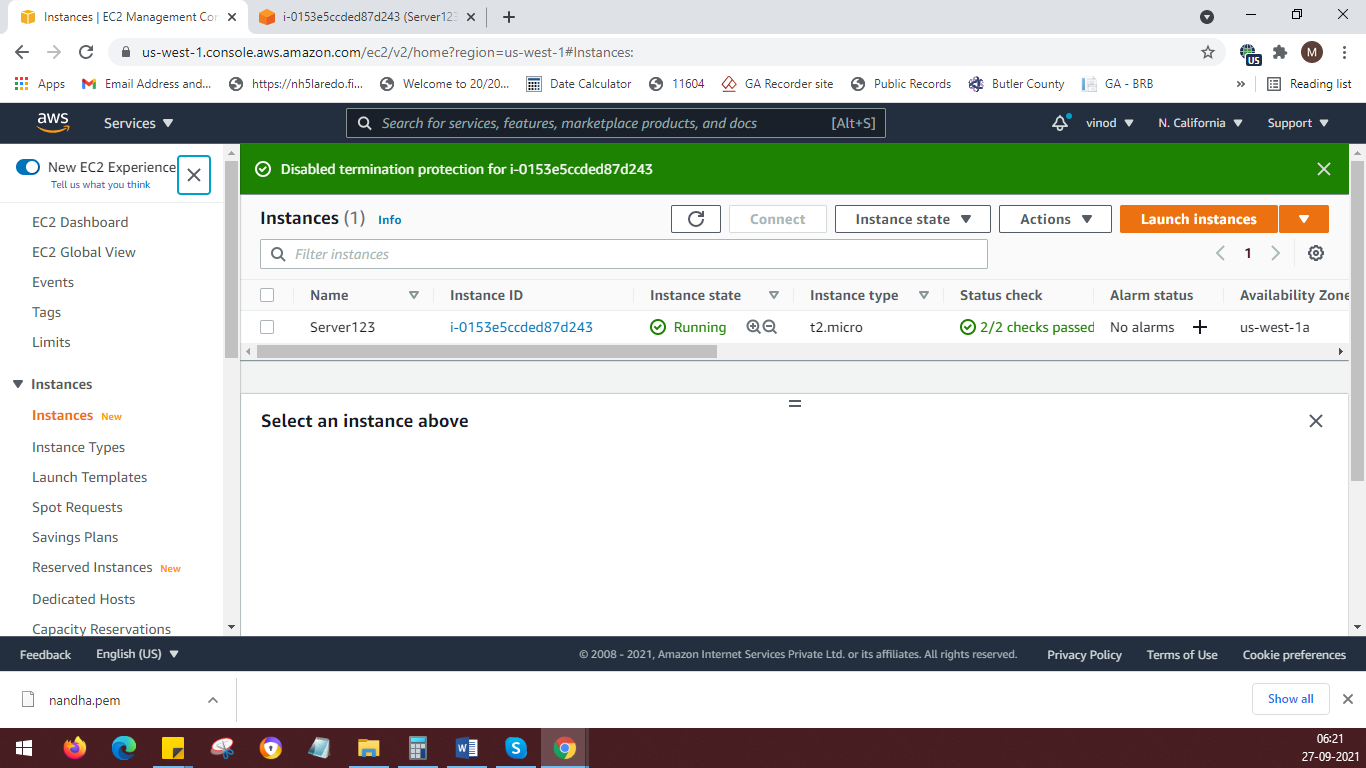 Instances | EC2 Management Con
i-0153e5ccded87d243 (Server123
us-west-1.console.aws.amazon.com/ec2/v2/home?region=us-west-1#Instances:
US
M
Apps
Email Address and...
https://nh5laredo.fi...
Welcome to 20/20...
Date Calculator
11604
GA Recorder site
Public Records
Butler County
GA - BRB
»
Reading list
aws
Services
Search for services, features, marketplace products, and docs
[Alt+S]
vinod
N. California
Support
New EC2 Experience
Tell us what you think
EC2 Dashboard
EC2 Global View
Events
Tags
Limits
Instances
Instances New
Instance Types
Launch Templates
Spot Requests
Savings Plans
Reserved Instances New
Dedicated Hosts
Capacity Reservations
Disabled termination protection for i-0153e5ccded87d243
Instances (1) Info
Connect
Instance state
Actions
Launch instances
Filter instances
1
Name Instance ID Instance state Instance type Status check Alarm status Availability Zone
Server123 i-0153e5ccded87d243 Running t2.micro 2/2 checks passed No alarms + us-west-1a
Select an instance above
Feedback English (US) © 2008 - 2021, Amazon Internet Services Private Ltd. or its affiliates. All rights reserved. Privacy Policy Terms of Use Cookie preferences
nandha.pem
Show all
06:21
27-09-2021